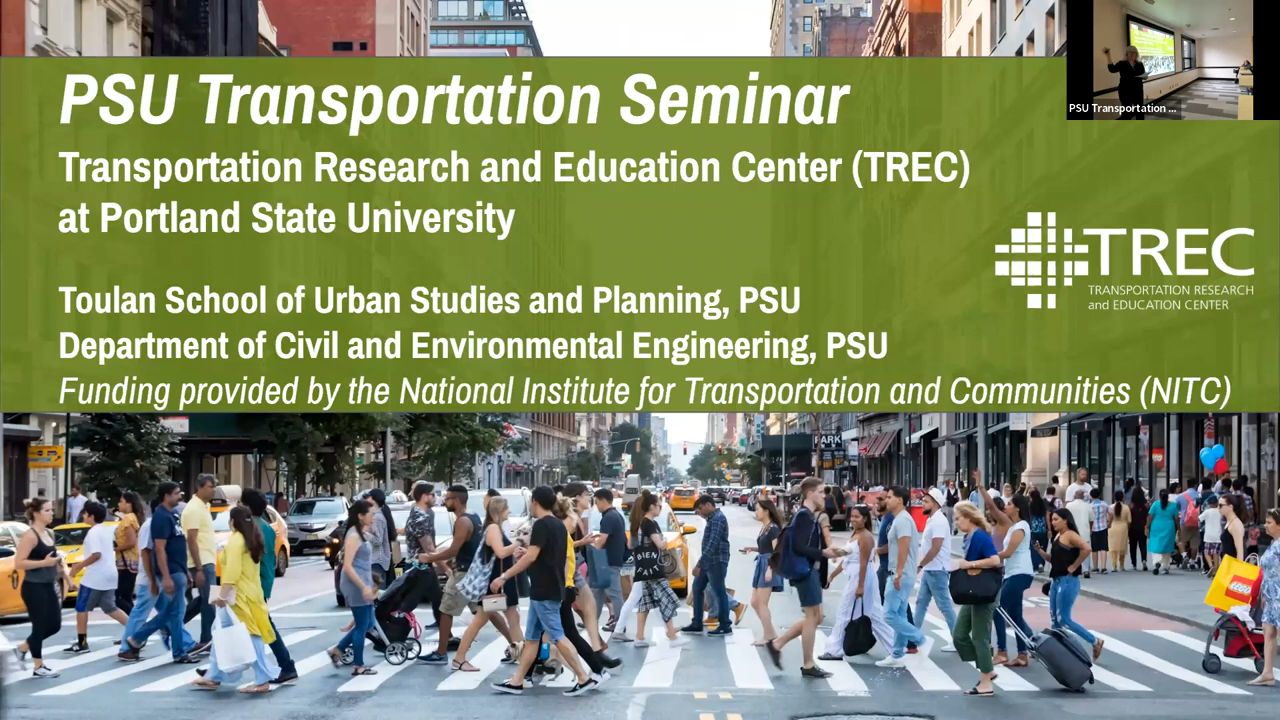 PSU Transportation Seminar
Transportation Research and Education Center (TREC)
at Portland State University
Toulan School of Urban Studies and Planning, PSU
Department of Civil and Environmental Engineering, PSU
Funding provided by the National Institute for Transportation and Communities (NITC)
TREC
TRANSPORTATION RESEARCH
and EDUCATION CENTER
PSU Transportation ...
PARK
BIEN
FAIT
LEGO